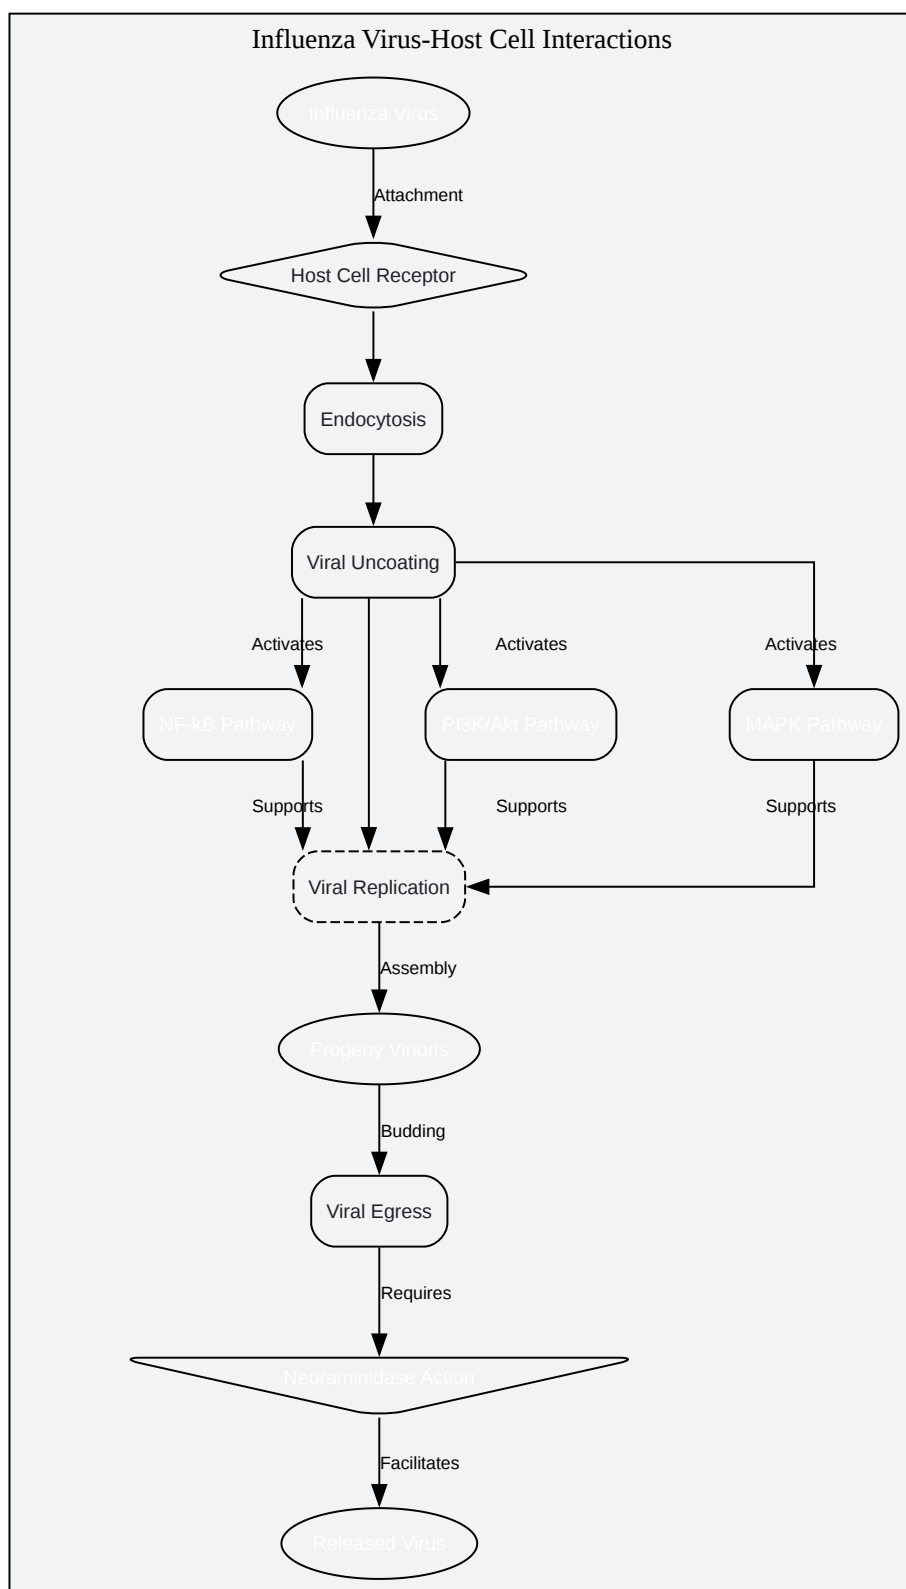 Influenza Virus-Host Cell Interactions
Influenza Virus
Attachment
Host Cell Receptor
Endocytosis
Viral Uncoating
Activates
Activates
Activates
NF-kB Pathway
PI3K/Akt Pathway
MAPK Pathway
Supports
Supports
Supports
Viral Replication
Assembly
Progeny Virions
Budding
Viral Egress
Requires
Neuraminidase Action
Facilitates
Released Virus